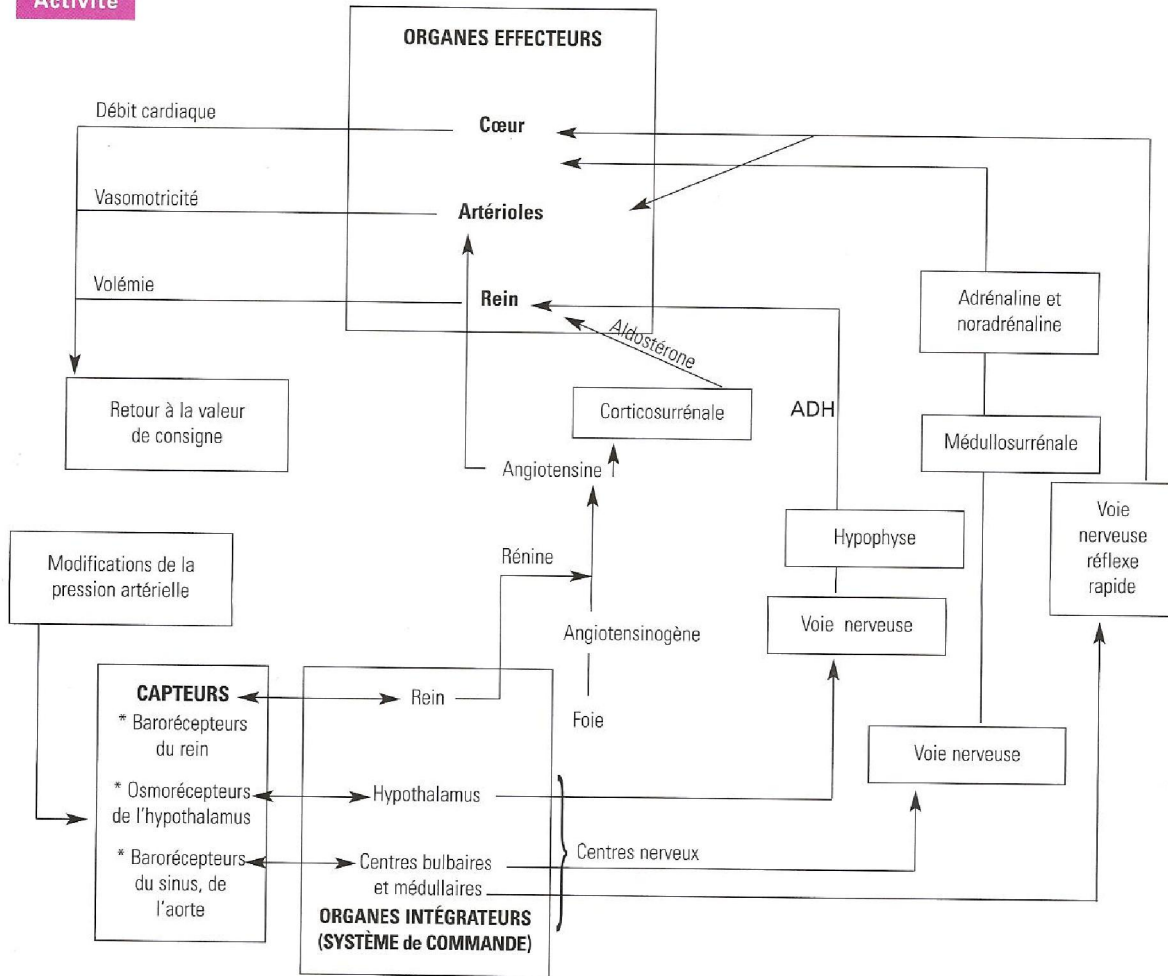 Activité
ORGANES EFFECTEURS
Débit cardiaque
Cœur
Vasomotricité
Artérioles
Volémie
Rein
Adrénaline et
noradrénaline
Aldostérone
Retour à la valeur
de consigne
Corticosurrénale
ADH
Médullosurrénale
Angiotensine
Voie
nerveuse
réflexe
rapide
Hypophyse
Modifications de la
pression artérielle
Rénine
Angiotensinogène
Voie nerveuse
CAPTEURS
* Barorécepteurs
du rein
* Osmorécepteurs
de l'hypothalamus
* Barorécepteurs
du sinus, de
l'aorte
Rein
Foie
Voie nerveuse
Hypothalamus
Centres nerveux
Centres bulbaires
et médullaires
ORGANES INTÉGRATEURS
(SYSTÈME de COMMANDE)